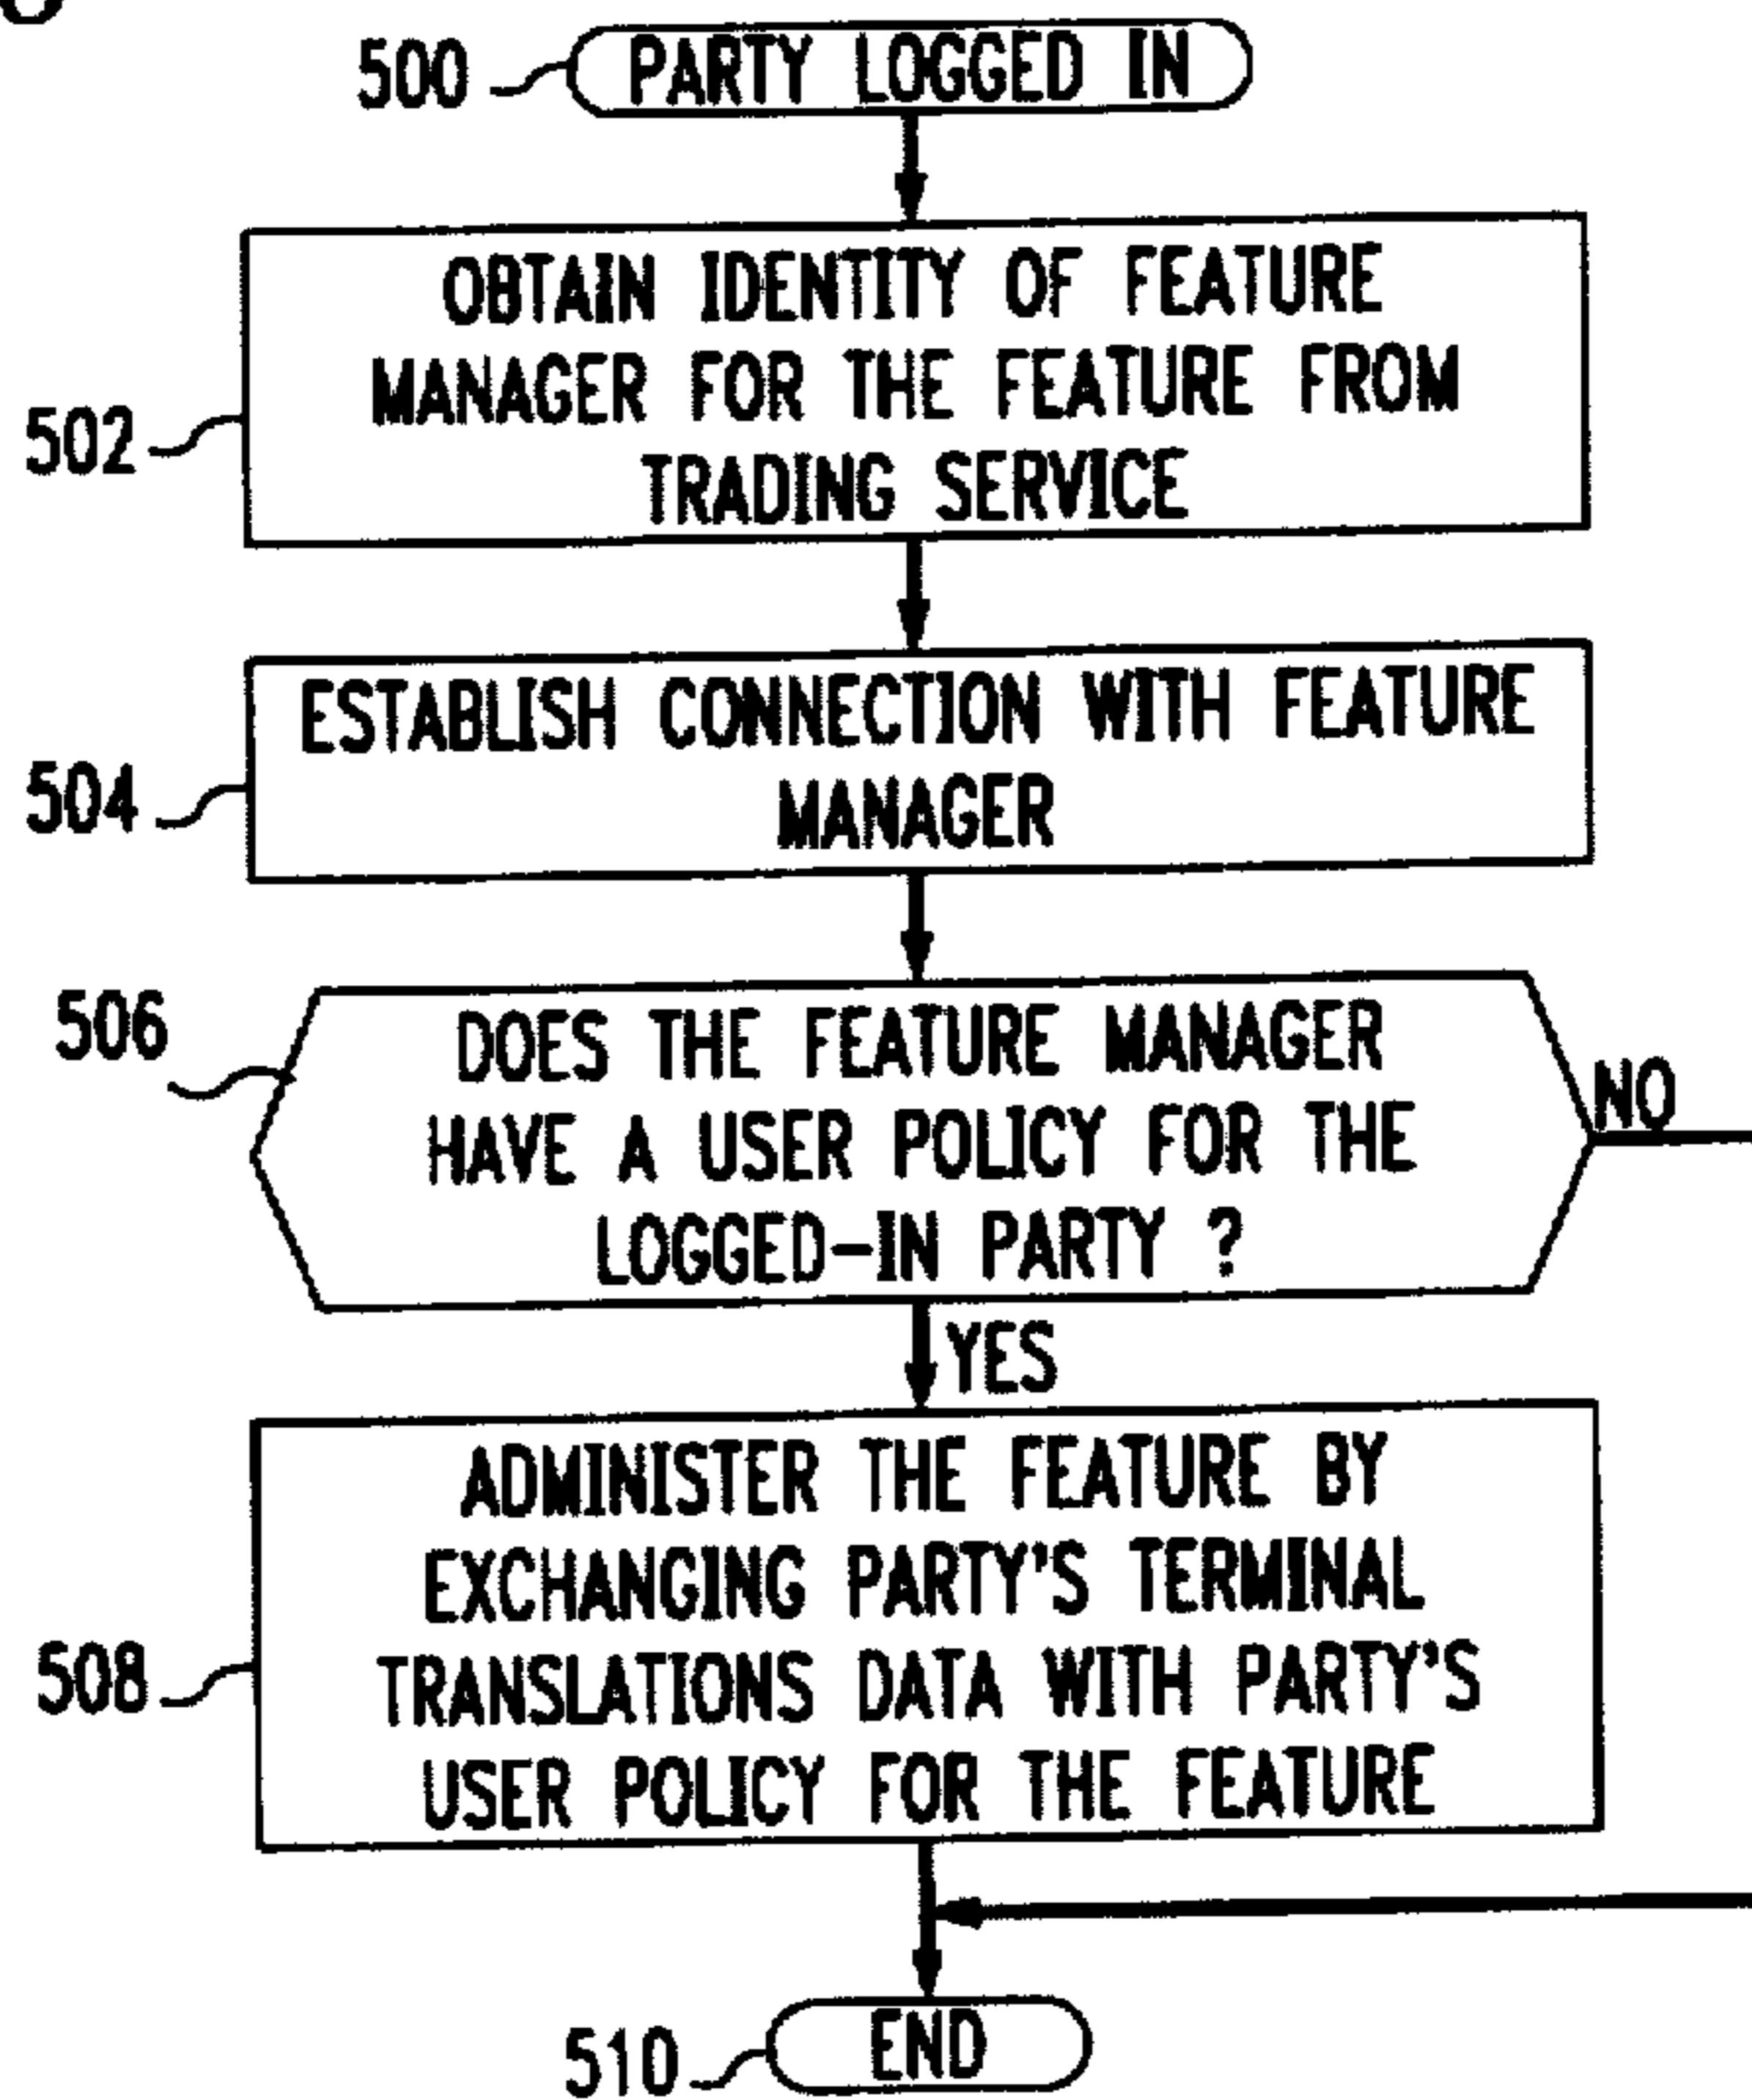 500
PARTY LOGGED IN
OBTAIN IDENTITY OF FEATURE
MANAGER FOR THE FEATURE FROM
TRADING SERVICE
502
ESTABLISH CONNECTION WITH FEATURE
MANAGER
504
506
DOES THE FEATURE MANAGER
HAVE A USER POLICY FOR THE
LOGGED-IN PARTY ?
NO
YES
ADMINISTER THE FEATURE BY
EXCHANGING PARTY'S TERMINAL
TRANSLATIONS DATA WITH PARTY'S
USER POLICY FOR THE FEATURE
508
510
END